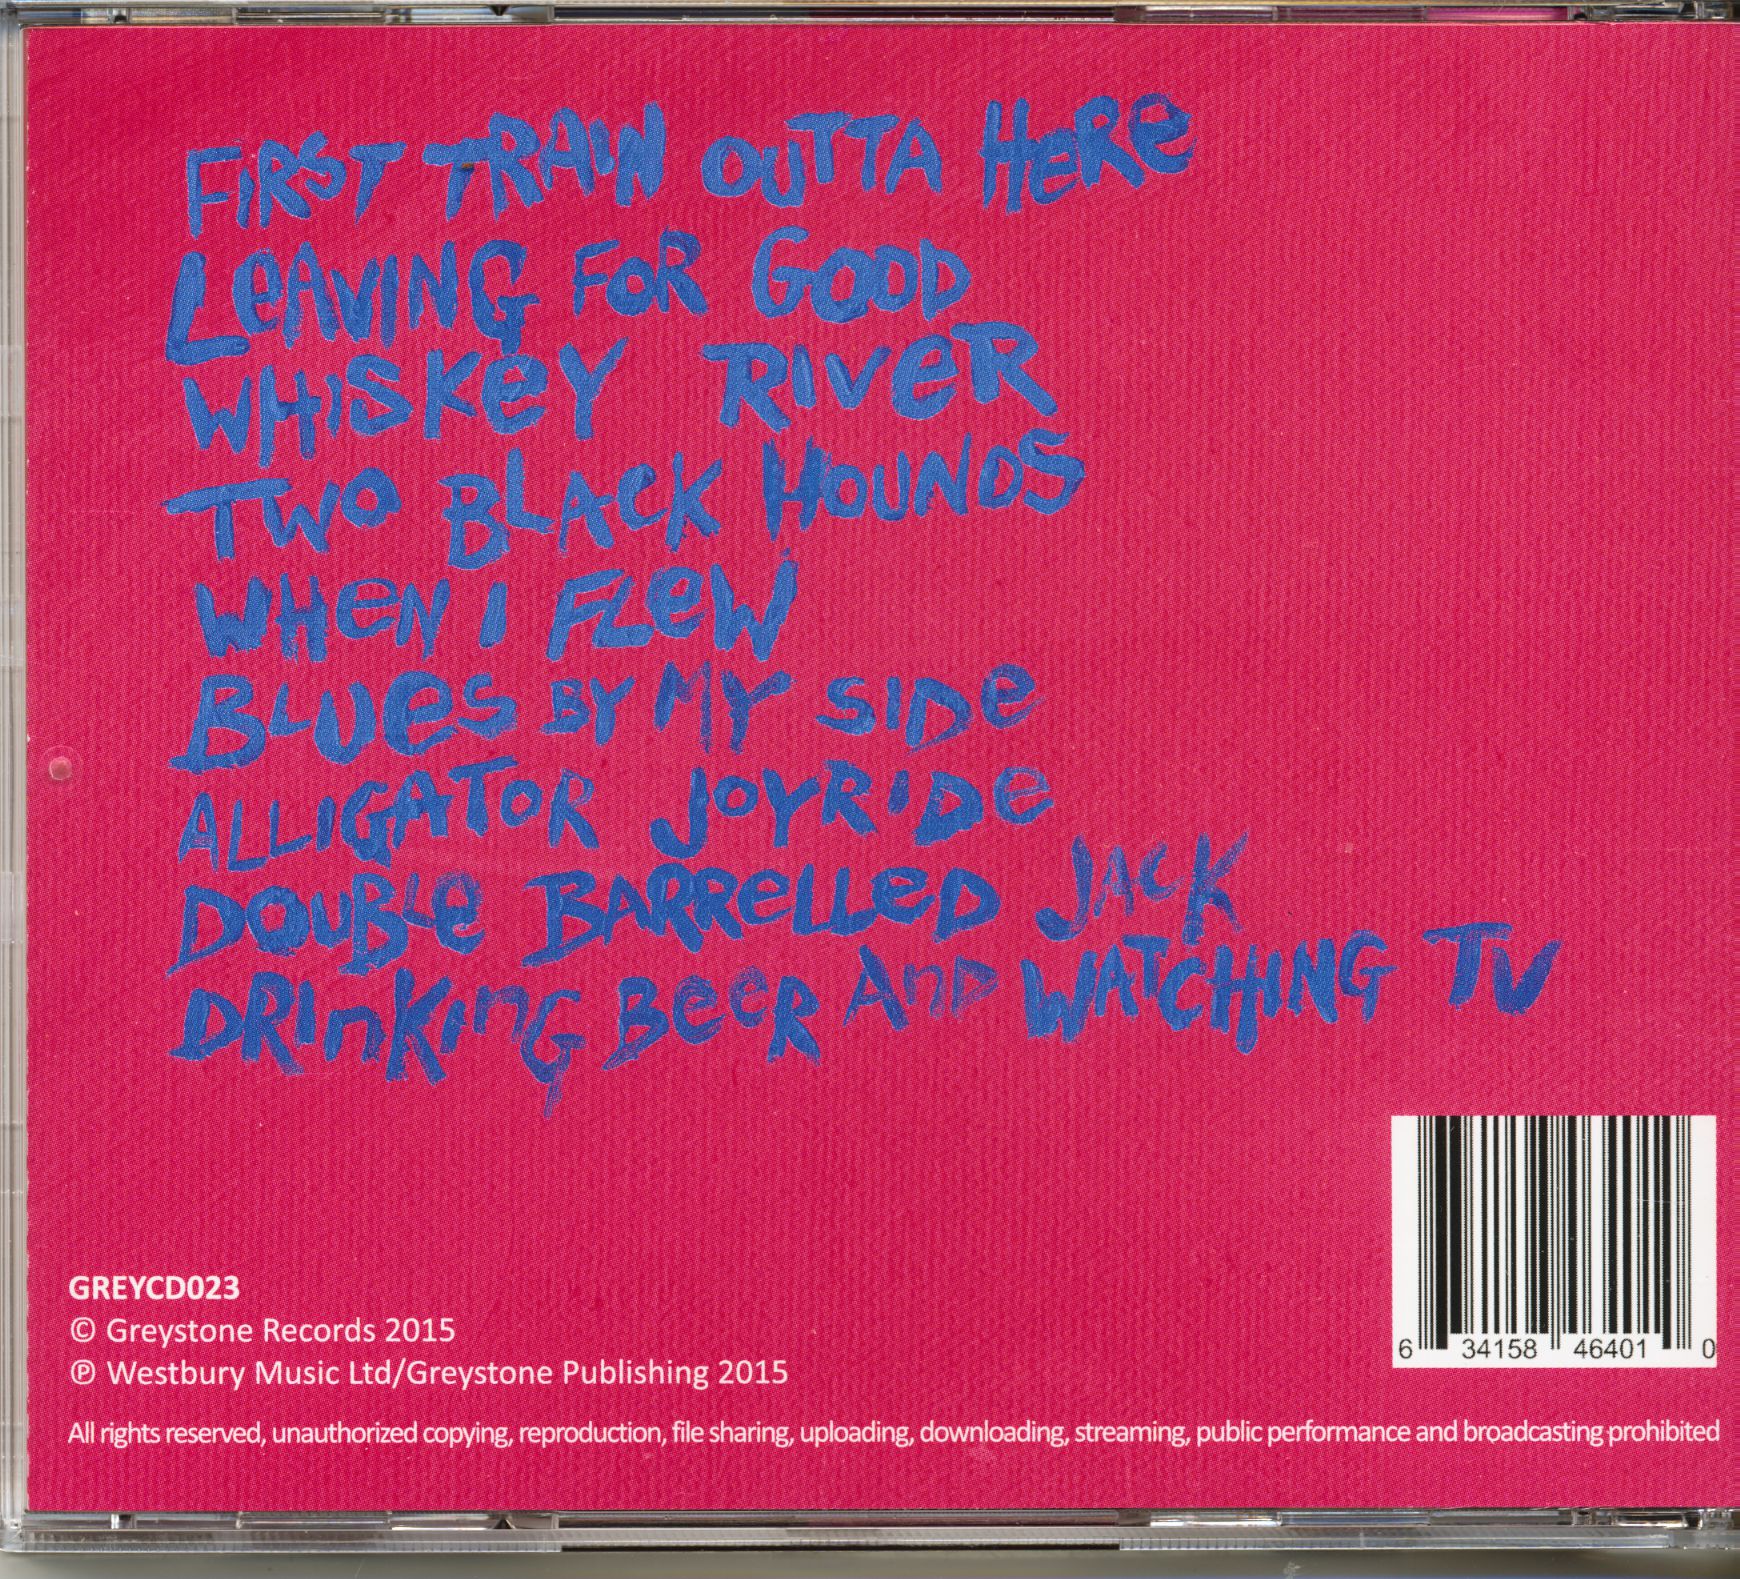 FIRST TRAIN OUTTA HERE
LEAVING FOR GOOD
WHISKEY RIVER
TWO BLACK HOUNDS
WHEN I FLEW
BLUES BY MY SIDE
ALLIGATOR JOYRIDE
DOUBLE BARRELLED JACK
DRINKING BEER AND WATCHING TV
6 34158 46401 0
GREYCD023
© Greystone Records 2015
℗ Westbury Music Ltd/Greystone Publishing 2015
All rights reserved, unauthorized copying, reproduction, file sharing, uploading, downloading, streaming, public performance and broadcasting prohibited